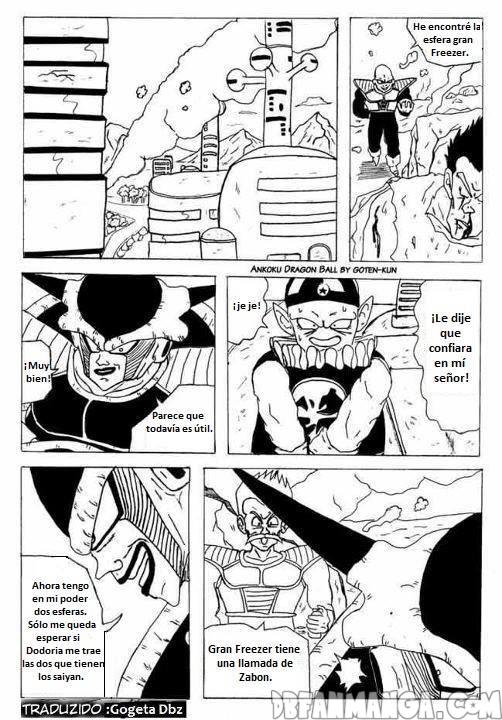 He encontré la
esfera gran
Freezer.
ANKOKU DRAGON BALL BY GOTEN-KUN
¡Muy
bien!
Parece que
todavía es útil.
¡je je!
¡Le dije
que
confiara
en mí
señor!
Ahora tengo
en mi poder
dos esferas.
Sólo me queda
esperar si
Dodoria me trae
las dos que tienen
los saiyan.
Gran Freezer tiene
una llamada de
Zabon.
TRADUZIDO :Gogeta Dbz
DBFANMANGA.COM